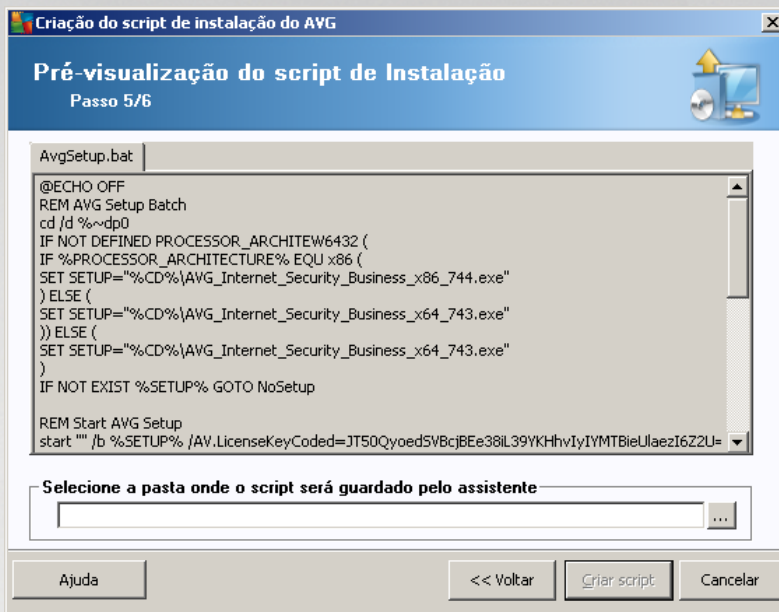 Criação do script de instalação do AVG
Pré-visualização do script de Instalação
Passo 5/6
AvgSetup.bat
@ECHO OFF
REM AVG Setup Batch
cd /d %~dp0
IF NOT DEFINED PROCESSOR_ARCHITEW6432 (
IF %PROCESSOR_ARCHITECTURE% EQU x86 (
SET SETUP="%CD%\AVG_Internet_Security_Business_x86_744.exe"
) ELSE (
SET SETUP="%CD%\AVG_Internet_Security_Business_x64_743.exe"
)) ELSE (
SET SETUP="%CD%\AVG_Internet_Security_Business_x64_743.exe"
)
IF NOT EXIST %SETUP% GOTO NoSetup
REM Start AVG Setup
start "" /b %SETUP% /AV.LicenseKeyCoded=JT50QyoedSVBcjBEe38iL39YKHhvIyIYMTBieUlaezI6Z2U=
Selecione a pasta onde o script será guardado pelo assistente
...
Ajuda
<< Voltar
Criar script
Cancelar